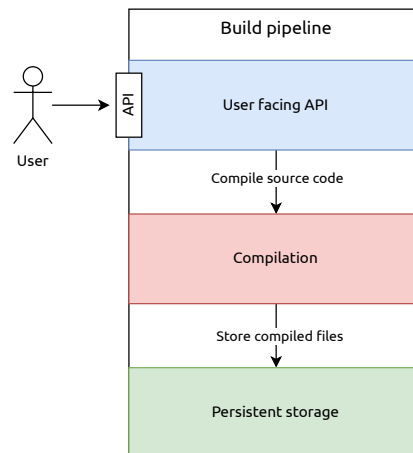 Build pipeline
API
User facing API
User
Compile source code
Compilation
Store compiled files
Persistent storage